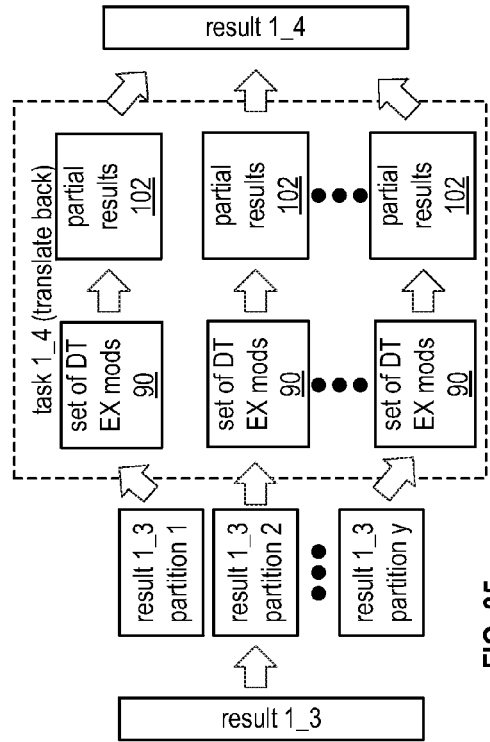 task 1_4 (translate back)
result 1_3
result 1_3
partition 1
result 1_3
partition 2
result 1_3
partition y
set of DT
EX mods
90
set of DT
EX mods
90
set of DT
EX mods
90
partial
results
102
partial
results
102
partial
results
102
result 1_4
FIG. 35